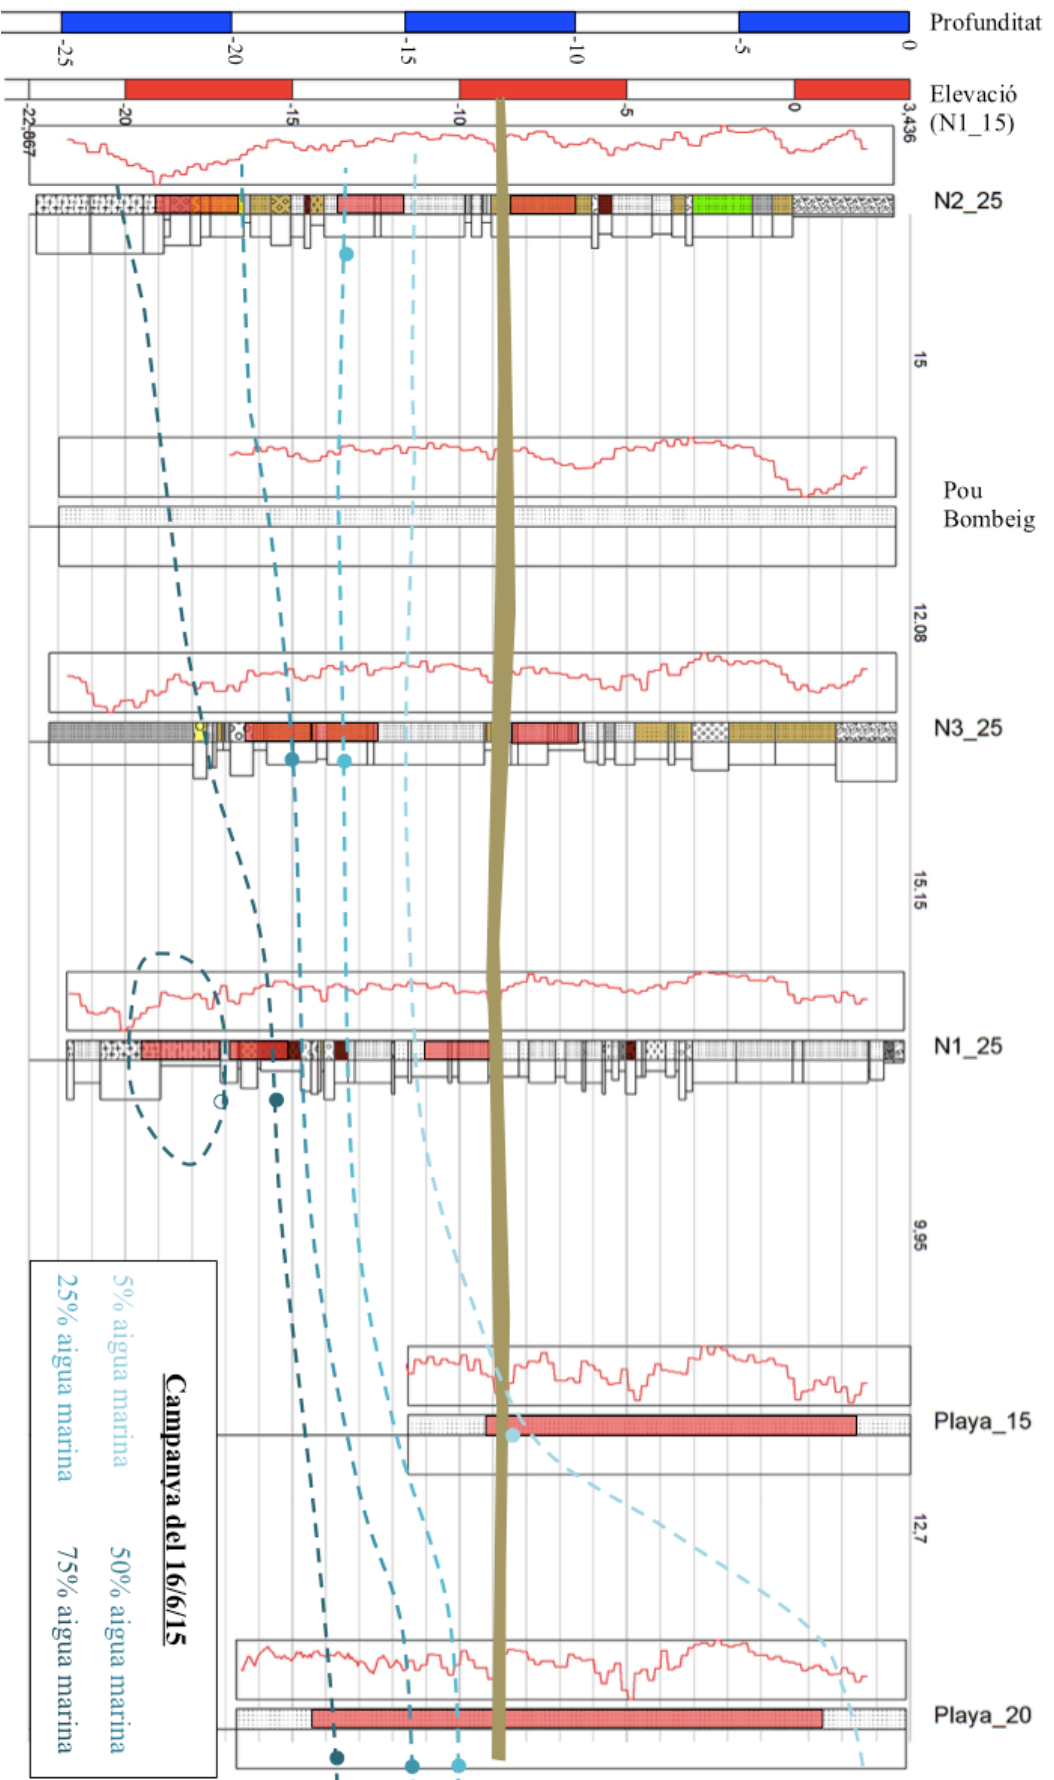 Profunditat
0
-5
-10
-15
-20
-25
Elevació
(N1_15)
3,436
0
-5
-10
-15
-20
-22,867
N2_25
15
Pou
Bombeig
12.08
N3_25
15.15
N1_25
9,95
Playa_15
12,7
Playa_20
Campanya del 16/6/15
5% aigua marina
50% aigua marina
25% aigua marina
75% aigua marina